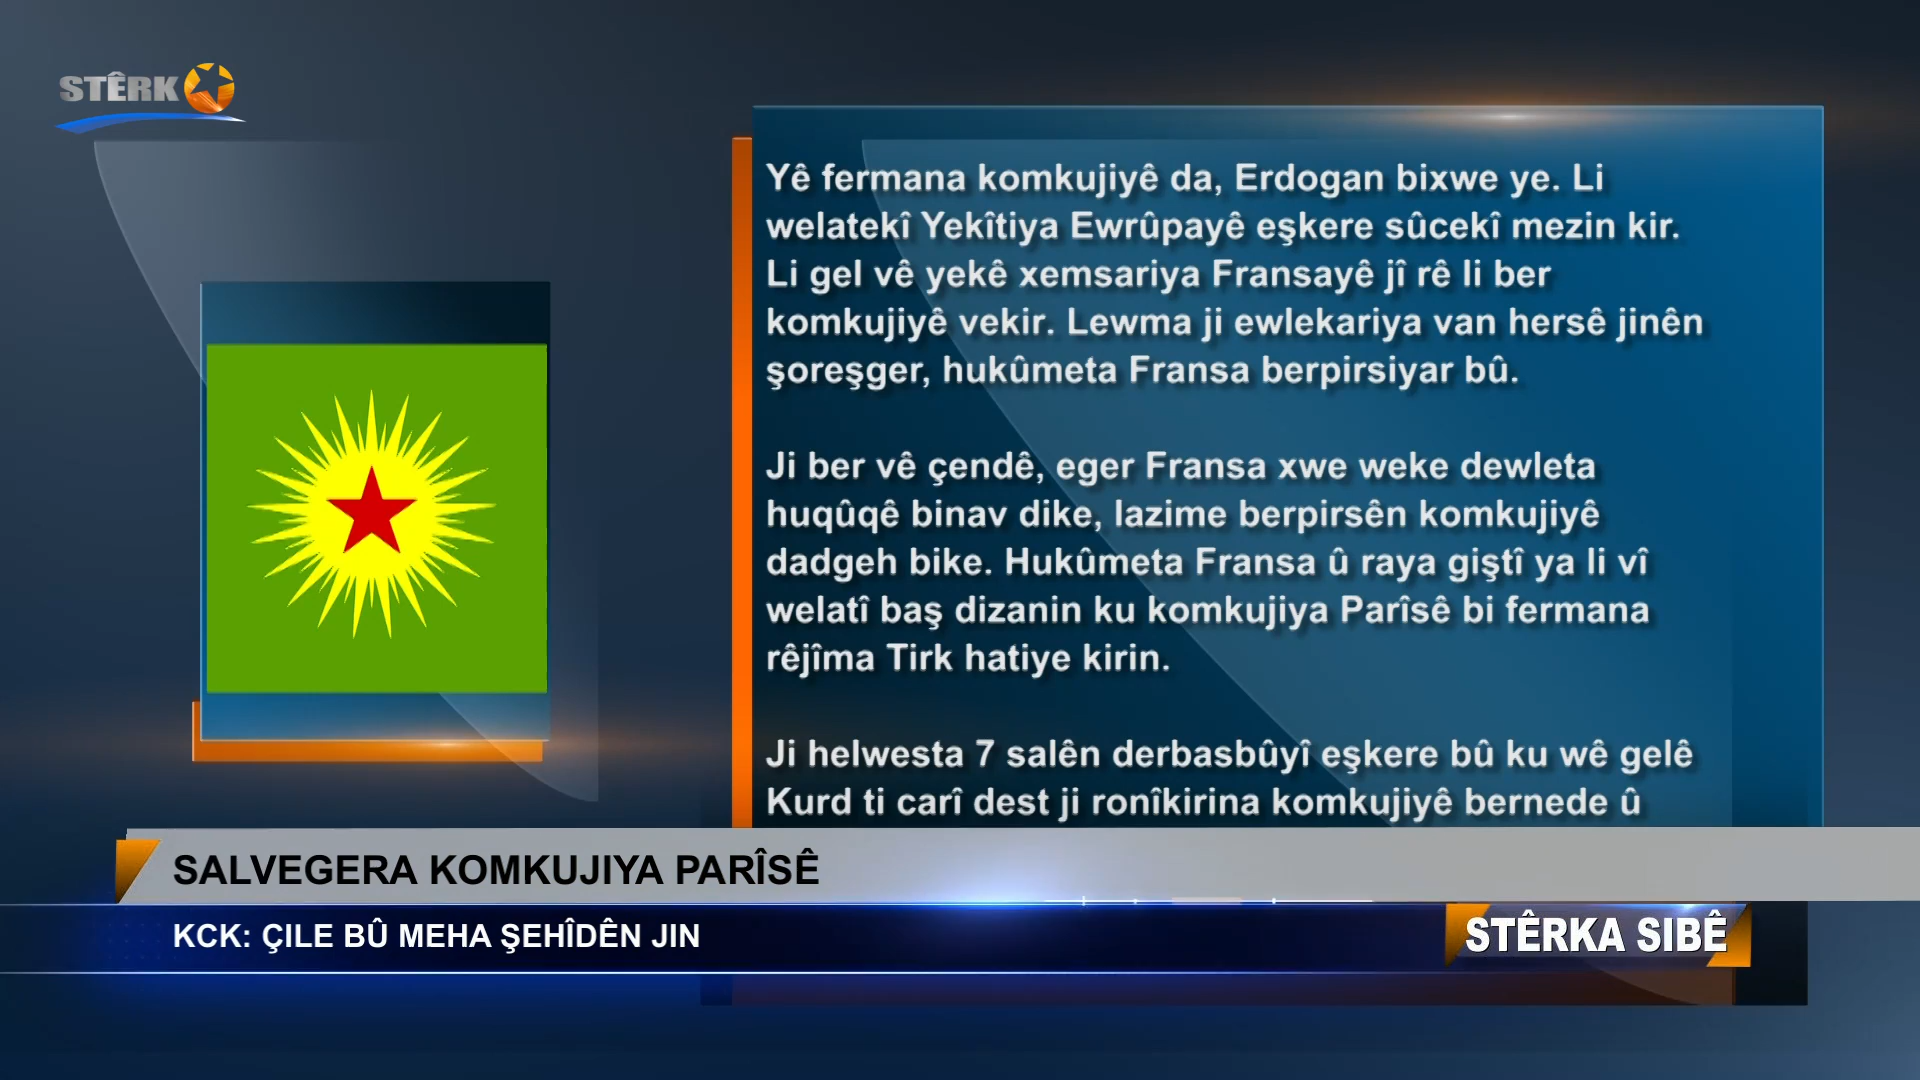 STÊRK
Yê fermana komkujiyê da, Erdogan bixwe ye. Li
welatekî Yekîtiya Ewrûpayê eşkere sûcekî mezin kir.
Li gel vê yekê xemsariya Fransayê jî rê li ber
komkujiyê vekir. Lewma ji ewlekariya van hersê jinên
şoreşger, hukûmeta Fransa berpirsiyar bû.
Ji ber vê çendê, eger Fransa xwe weke dewleta
huqûqê binav dike, lazime berpirsên komkujiyê
dadgeh bike. Hukûmeta Fransa û raya giştî ya li vî
welatî baş dizanin ku komkujiya Parîsê bi fermana
rêjîma Tirk hatiye kirin.
Ji helwesta 7 salên derbasbûyî eşkere bû ku wê gelê
Kurd ti carî dest ji ronîkirina komkujiyê bernede û
SALVEGERA KOMKUJIYA PARÎSÊ
KCK: ÇILE BÛ MEHA ŞEHÎDÊN JIN
STÊRKA SIBÊ